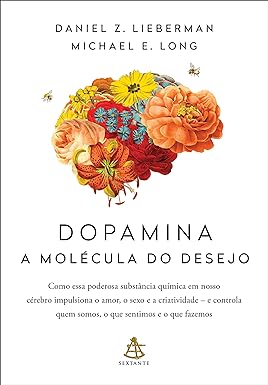 DANIEL Z. LIEBERMAN
MICHAEL E. LONG
DOPAMINA
A MOLÉCULA DO DESEJO
Como essa poderosa substância química em nosso
cérebro impulsiona o amor, o sexo e a criatividade – e controla
quem somos, o que sentimos e o que fazemos
SEXTANTE